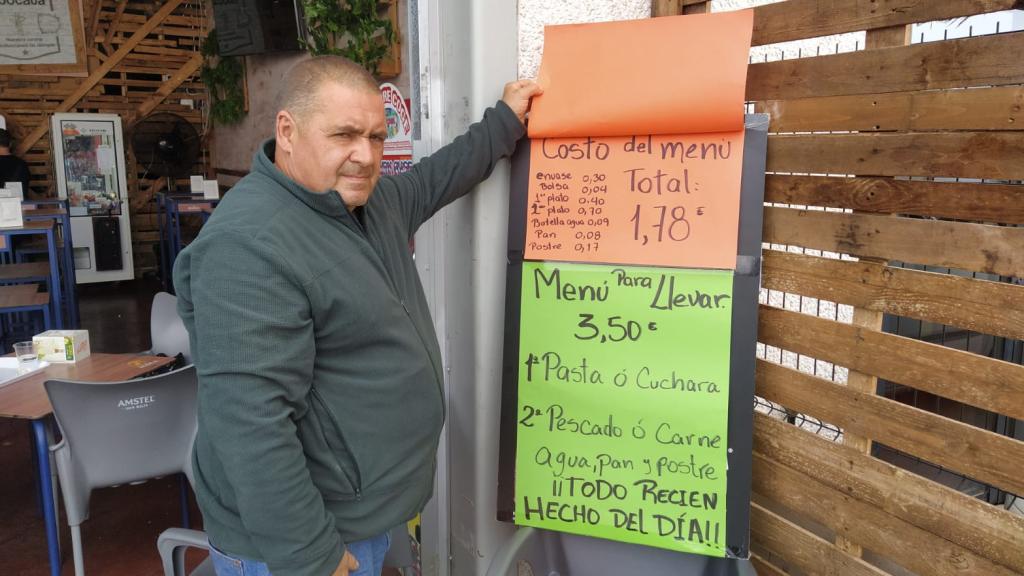 BOCADA
Costo del menú
envase 0,30
Bolsa 0,04
1º plato 0,40
2º plato 0,70
Botella agua 0,09
Pan 0,08
Postre 0,17
Total:
1,78 €
Menú Para Llevar
3,50 €
1º Pasta ó Cuchara
2º Pescado ó Carne
Agua, pan y postre
¡¡TODO RECIEN
HECHO DEL DÍA!!
AMSTEL